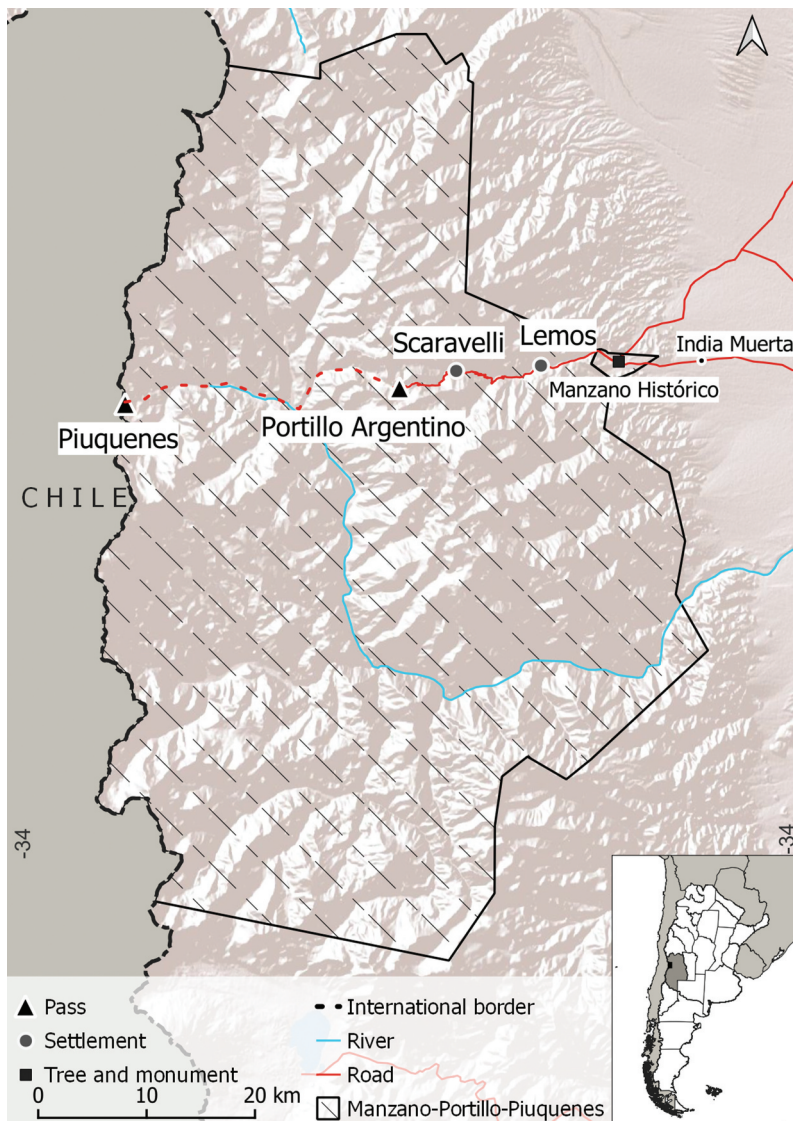 Scaravelli
Lemos
India Muerta
Manzano Histórico
Piuquenes
Portillo Argentino
CHILE
-34
-34
Pass
International border
Settlement
River
Tree and monument
Road
0
10
20 km
Manzano-Portillo-Piuquenes